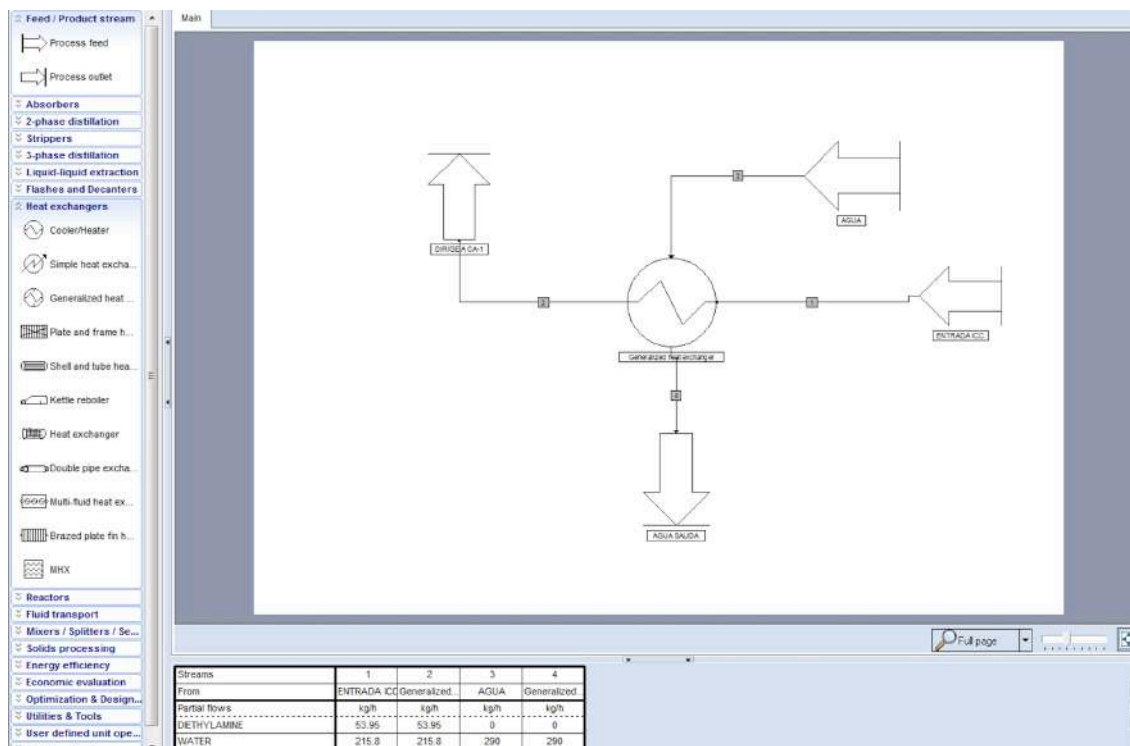 Feed / Product stream
Process feed
Process outlet
Absorbers
2-phase distillation
Strippers
3-phase distillation
Liquid-liquid extraction
Flashes and Decanters
Heat exchangers
Cooler/Heater
Simple heat excha...
Generalized heat ...
Plate and frame h...
Shell and tube hea...
Kettle reboiler
Heat exchanger
Double pipe excha...
Multi-fluid heat ex...
Brazed plate fin h...
MHX
Reactors
Fluid transport
Mixers / Splitters / Se...
Solids processing
Energy efficiency
Economic evaluation
Optimization & Design...
Utilities & Tools
User defined unit ope...
Main
AGUA
DIRIGE A CA-1
2
1
ENTRADA ICC
Generalized heat exchanger
AGUA SALIDA
Full page
Streams 1 2 3 4
From ENTRADA ICC Generalized... AGUA Generalized...
Partial flows kg/h kg/h kg/h kg/h
DIETHYLAMINE 53.95 53.95 0 0
WATER 215.8 215.8 290 290